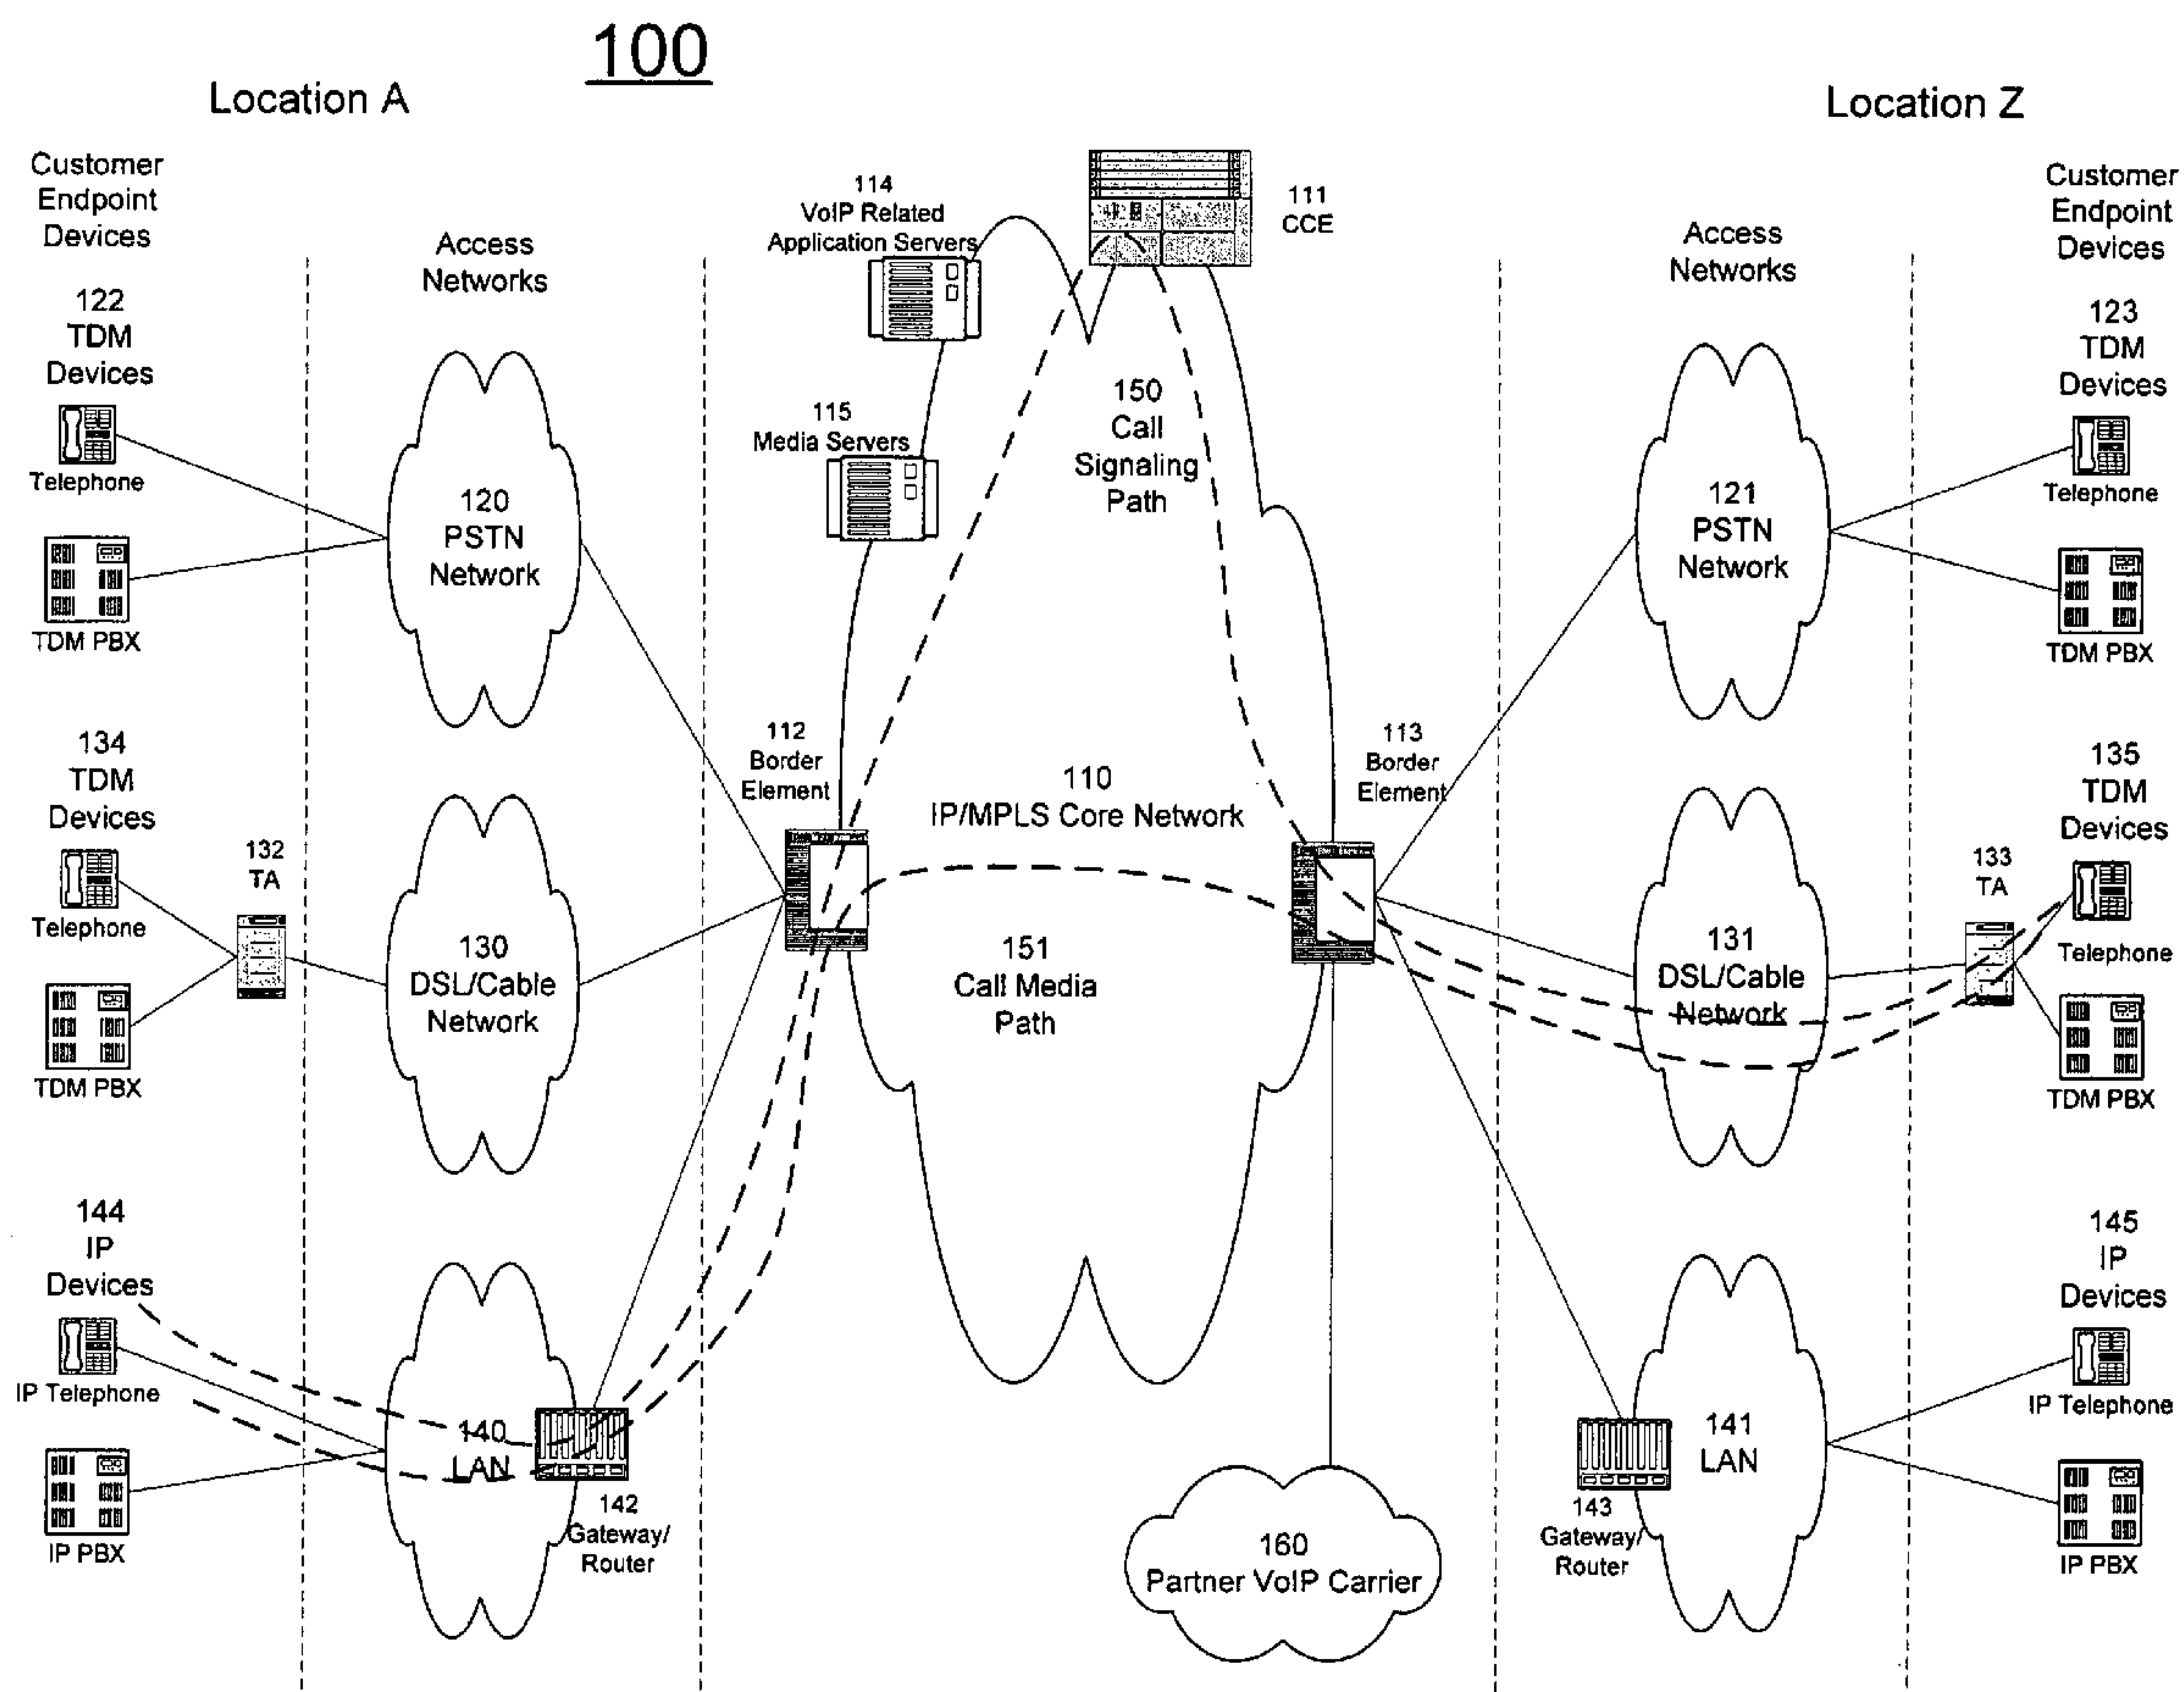 100
Location A
Location Z
Customer
Endpoint
Devices
Access
Networks
114
VoIP Related
Application Servers
111
CCE
Access
Networks
Customer
Endpoint
Devices
122
TDM
Devices
Telephone
TDM PBX
120
PSTN
Network
115
Media Servers
150
Call
Signaling
Path
121
PSTN
Network
123
TDM
Devices
Telephone
TDM PBX
134
TDM
Devices
Telephone
TDM PBX
132
TA
130
DSL/Cable
Network
112
Border
Element
110
IP/MPLS Core Network
151
Call Media
Path
113
Border
Element
131
DSL/Cable
Network
133
TA
135
TDM
Devices
Telephone
TDM PBX
144
IP
Devices
IP Telephone
IP PBX
140
LAN
142
Gateway/
Router
160
Partner VoIP Carrier
143
Gateway/
Router
141
LAN
145
IP
Devices
IP Telephone
IP PBX